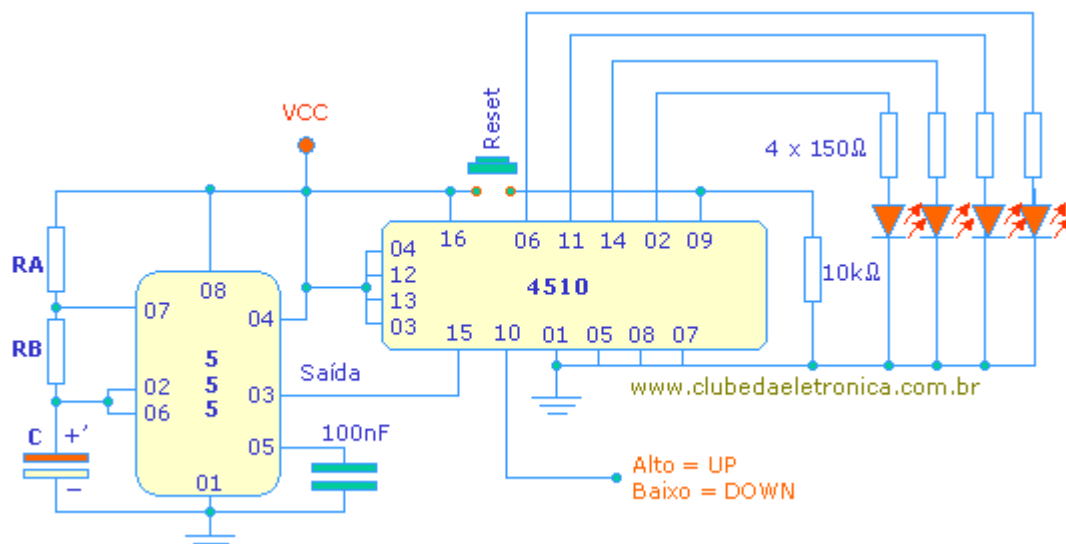 VCC
Reset
4 x 150Ω
RA
RB
C
+′
−
08
07
04
02
06
03
05
01
5
5
5
Saída
100nF
16
06
11
14
02
09
04
12
13
03
4510
15
10
01
05
08
07
10kΩ
www.clubedaeletronica.com.br
Alto = UP
Baixo = DOWN